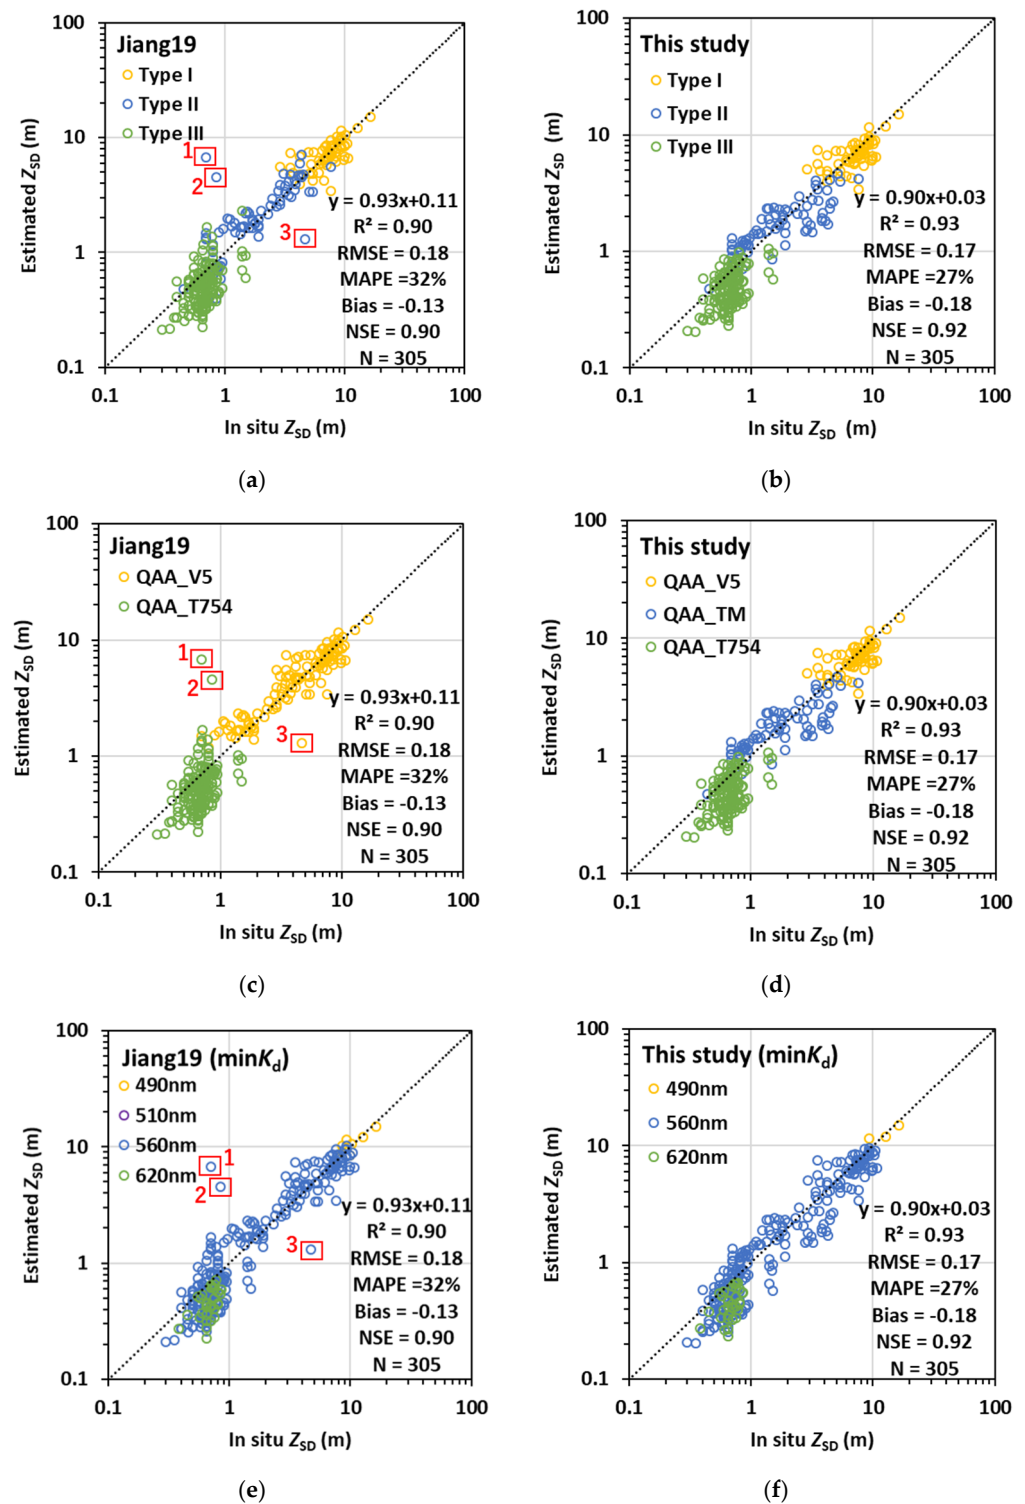 Jiang19
Type I
Type II
Type III
1
2
3
y = 0.93x+0.11
R² = 0.90
RMSE = 0.18
MAPE =32%
Bias = -0.13
NSE = 0.90
N = 305
100
10
1
0.1
0.1
1
10
100
Estimated ZSD (m)
In situ ZSD (m)
(a)
This study
Type I
Type II
Type III
y = 0.90x+0.03
R² = 0.93
RMSE = 0.17
MAPE =27%
Bias = -0.18
NSE = 0.92
N = 305
100
10
1
0.1
0.1
1
10
100
Estimated ZSD (m)
In situ ZSD (m)
(b)
Jiang19
QAA_V5
QAA_T754
1
2
3
y = 0.93x+0.11
R² = 0.90
RMSE = 0.18
MAPE =32%
Bias = -0.13
NSE = 0.90
N = 305
100
10
1
0.1
0.1
1
10
100
Estimated ZSD (m)
In situ ZSD (m)
(c)
This study
QAA_V5
QAA_TM
QAA_T754
y = 0.90x+0.03
R² = 0.93
RMSE = 0.17
MAPE =27%
Bias = -0.18
NSE = 0.92
N = 305
100
10
1
0.1
0.1
1
10
100
Estimated ZSD (m)
In situ ZSD (m)
(d)
Jiang19 (minKd)
490nm
510nm
560nm
620nm
1
2
3
y = 0.93x+0.11
R² = 0.90
RMSE = 0.18
MAPE =32%
Bias = -0.13
NSE = 0.90
N = 305
100
10
1
0.1
0.1
1
10
100
Estimated ZSD (m)
In situ ZSD (m)
(e)
This study (minKd)
490nm
560nm
620nm
y = 0.90x+0.03
R² = 0.93
RMSE = 0.17
MAPE =27%
Bias = -0.18
NSE = 0.92
N = 305
100
10
1
0.1
0.1
1
10
100
Estimated ZSD (m)
In situ ZSD (m)
(f)